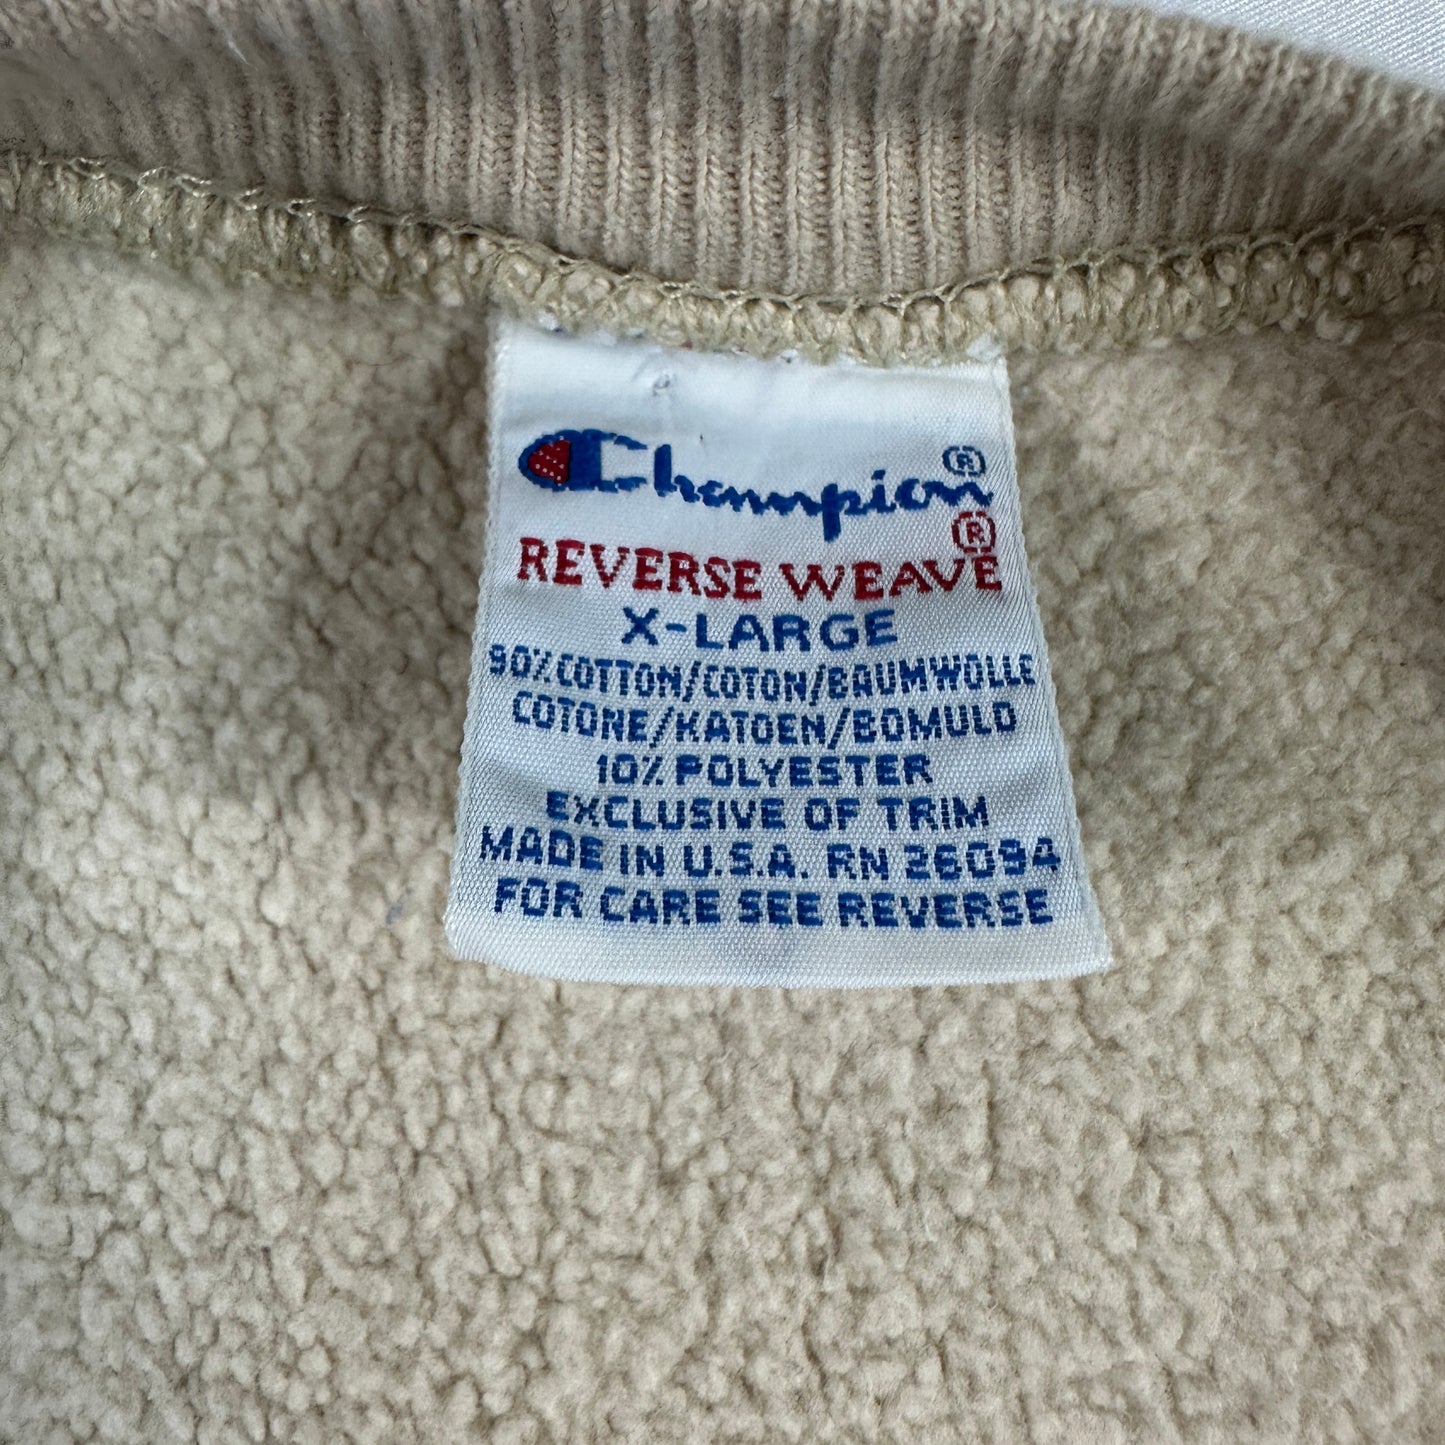 Champion®
REVERSE WEAVE®
X-LARGE
90% COTTON/COTON/BAUMWOLLE
COTONE/KATOEN/BOMULD
10% POLYESTER
EXCLUSIVE OF TRIM
MADE IN U.S.A. RN 26094
FOR CARE SEE REVERSE